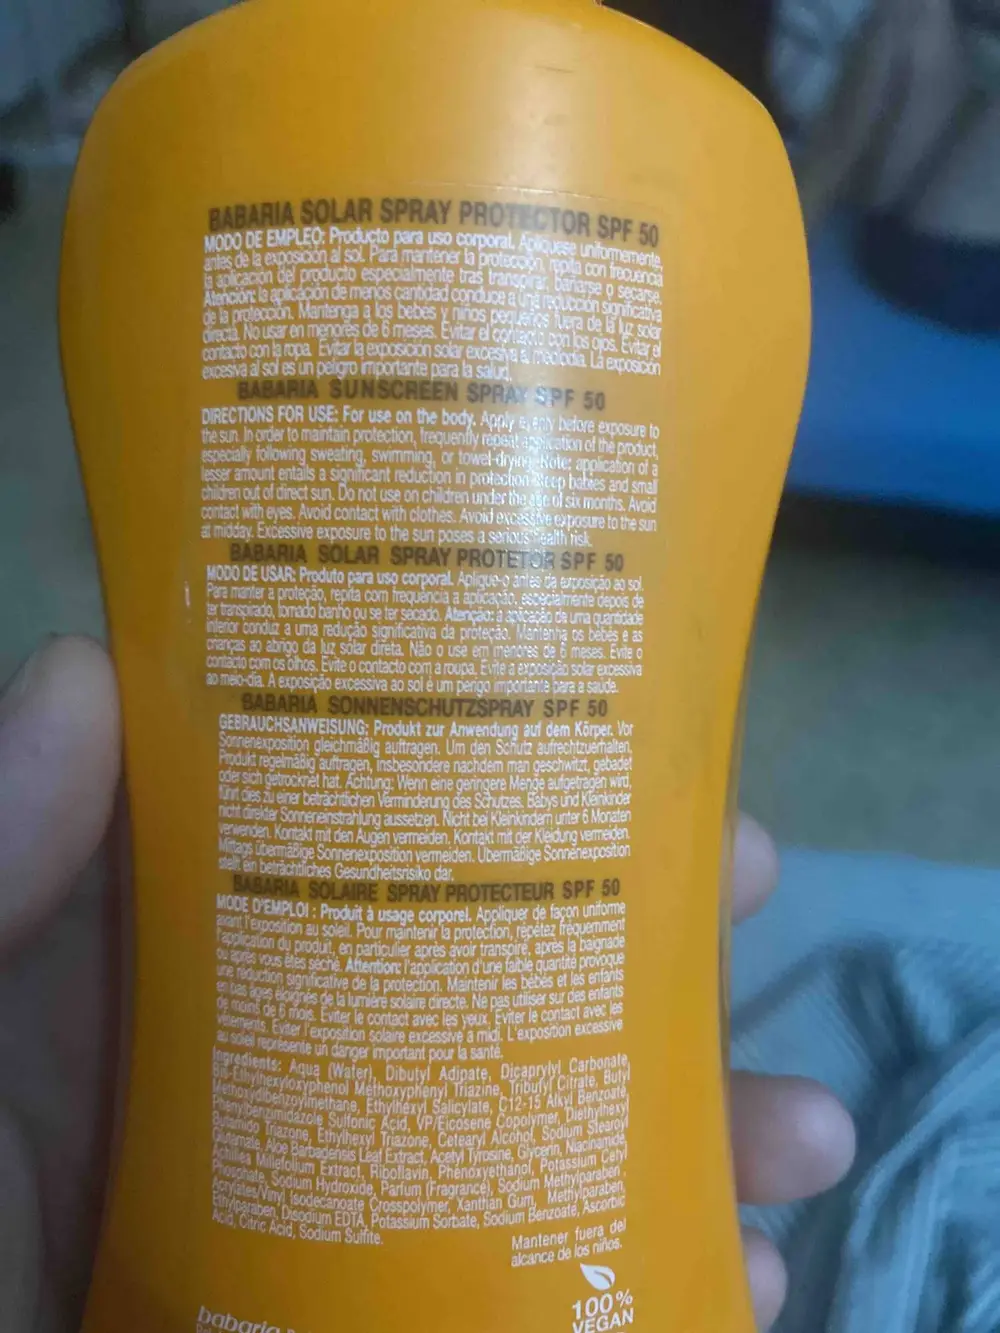 BABARIA SOLAR SPRAY PROTECTOR SPF 50
MODO DE EMPLEO: Producto para uso corporal. Aplíquese uniformemente,
antes de la exposición al sol. Para mantener la protección, repita con frecuencia
la aplicación del producto especialmente tras transpirar, bañarse o secarse.
Atención: la aplicación de menos cantidad conduce a una reducción significativa
de la protección. Mantenga a los bebés y niños pequeños fuera de la luz solar
directa. No usar en menores de 6 meses. Evitar el contacto con los ojos. Evitar el
contacto con la ropa. Evitar la exposición solar excesiva al mediodía. La exposición
excesiva al sol es un peligro importante para la salud.
BABARIA SUNSCREEN SPRAY SPF 50
DIRECTIONS FOR USE: For use on the body. Apply evenly before exposure to
the sun. In order to maintain protection, frequently repeat application of the product,
especially following sweating, swimming, or towel-drying. Note: application of a
lesser amount entails a significant reduction in protection. Keep babies and small
children out of direct sun. Do not use on children under the age of six months. Avoid
contact with eyes. Avoid contact with clothes. Avoid excessive exposure to the sun
at midday. Excessive exposure to the sun poses a serious health risk.
BABARIA SOLAR SPRAY PROTETOR SPF 50
MODO DE USAR: Produto para uso corporal. Aplique-o antes da exposição ao sol.
Para manter a proteção, repita com frequência a aplicação, especialmente depois de
ter transpirado, tomado banho ou se ter secado. Atenção: a aplicação de uma quantidade
inferior conduz a uma redução significativa da proteção. Mantenha os bebés e as
crianças ao abrigo da luz solar direta. Não o use em menores de 6 meses. Evite o
contacto com os olhos. Evite o contacto com a roupa. Evite a exposição solar excessiva
ao meio-dia. A exposição excessiva ao sol é um perigo importante para a saúde.
BABARIA SONNENSCHUTZSPRAY SPF 50
GEBRAUCHSANWEISUNG: Produkt zur Anwendung auf dem Körper. Vor
Sonnenexposition gleichmäßig auftragen. Um den Schutz aufrechtzuerhalten,
Produkt regelmäßig auftragen, insbesondere nachdem man geschwitzt, gebadet
oder sich getrocknet hat. Achtung: Wenn eine geringere Menge aufgetragen wird,
führt dies zu einer beträchtlichen Verminderung des Schutzes. Babys und Kleinkinder
nicht direkter Sonneneinstrahlung aussetzen. Nicht bei Kleinkindern unter 6 Monaten
verwenden. Kontakt mit den Augen vermeiden. Kontakt mit der Kleidung vermeiden.
Mittags übermäßige Sonnenexposition vermeiden. Übermäßige Sonnenexposition
stellt ein beträchtliches Gesundheitsrisiko dar.
BABARIA SOLAIRE SPRAY PROTECTEUR SPF 50
MODE D'EMPLOI : Produit à usage corporel. Appliquer de façon uniforme
avant l'exposition au soleil. Pour maintenir la protection, répétez fréquemment
l'application du produit, en particulier après avoir transpiré, après la baignade
ou après vous êtes séché. Attention: l'application d'une faible quantité provoque
une réduction significative de la protection. Maintenir les bébés et les enfants
en bas âges éloignés de la lumière solaire directe. Ne pas utiliser sur des enfants
de moins de 6 mois. Éviter le contact avec les yeux. Éviter le contact avec les
vêtements. Éviter l'exposition solaire excessive à midi. L'exposition excessive
au soleil représente un danger important pour la santé.
Ingredients: Aqua (Water), Dibutyl Adipate, Dicaprylyl Carbonate,
Bis-Ethylhexyloxyphenol Methoxyphenyl Triazine, Tributyl Citrate, Butyl
Methoxydibenzoylmethane, Ethylhexyl Salicylate, C12-15 Alkyl Benzoate,
Phenylbenzimidazole Sulfonic Acid, VP/Eicosene Copolymer, Diethylhexyl
Butamido Triazone, Ethylhexyl Triazone, Cetearyl Alcohol, Sodium Stearoyl
Glutamate, Aloe Barbadensis Leaf Extract, Acetyl Tyrosine, Glycerin, Niacinamide,
Achillea Millefolium Extract, Riboflavin, Phenoxyethanol, Potassium Cetyl
Phosphate, Sodium Hydroxide, Parfum (Fragrance), Sodium Methylparaben,
Acrylates/Vinyl Isodecanoate Crosspolymer, Xanthan Gum, Methylparaben,
Ethylparaben, Disodium EDTA, Potassium Sorbate, Sodium Benzoate, Ascorbic
Acid, Citric Acid, Sodium Sulfite.
Mantener fuera del
alcance de los niños.
100%
VEGAN
babaria